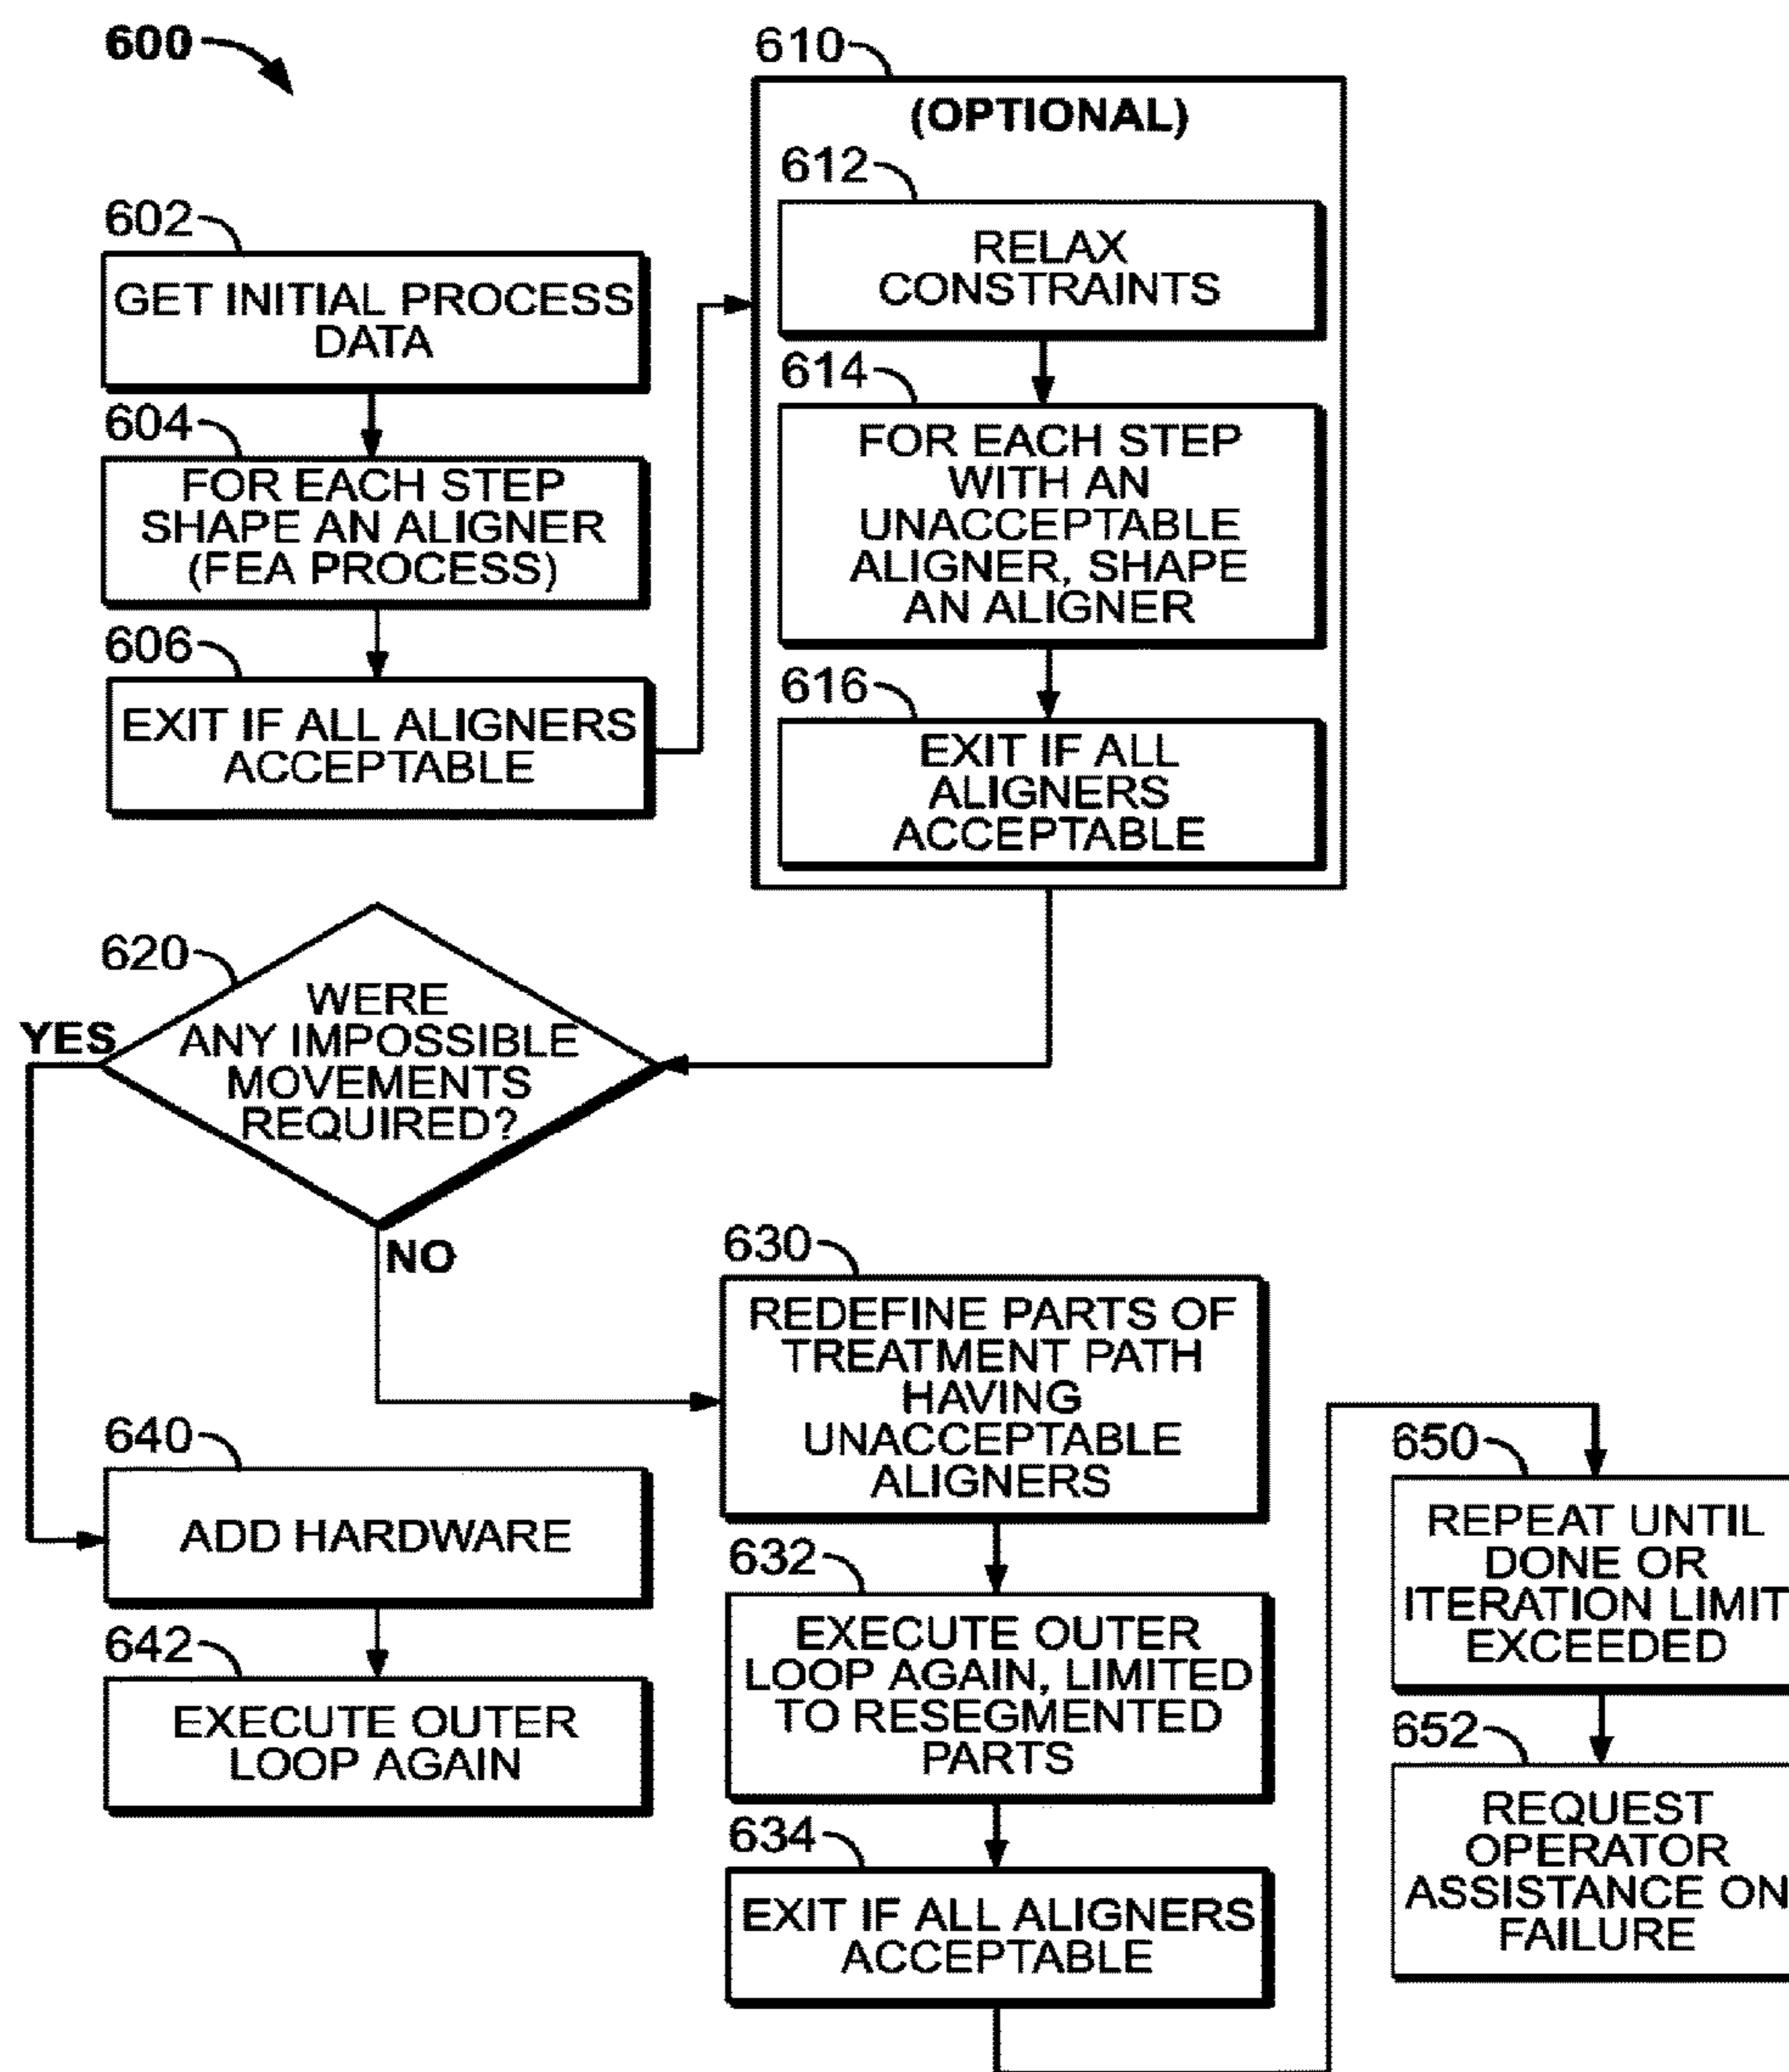 600
602
GET INITIAL PROCESS
DATA
604
FOR EACH STEP
SHAPE AN ALIGNER
(FEA PROCESS)
606
EXIT IF ALL ALIGNERS
ACCEPTABLE
610
(OPTIONAL)
612
RELAX
CONSTRAINTS
614
FOR EACH STEP
WITH AN
UNACCEPTABLE
ALIGNER, SHAPE
AN ALIGNER
616
EXIT IF ALL
ALIGNERS
ACCEPTABLE
620
WERE
ANY IMPOSSIBLE
MOVEMENTS
REQUIRED?
YES
NO
640
ADD HARDWARE
642
EXECUTE OUTER
LOOP AGAIN
630
REDEFINE PARTS OF
TREATMENT PATH
HAVING
UNACCEPTABLE
ALIGNERS
632
EXECUTE OUTER
LOOP AGAIN, LIMITED
TO RESEGMENTED
PARTS
634
EXIT IF ALL ALIGNERS
ACCEPTABLE
650
REPEAT UNTIL
DONE OR
ITERATION LIMIT
EXCEEDED
652
REQUEST
OPERATOR
ASSISTANCE ON
FAILURE